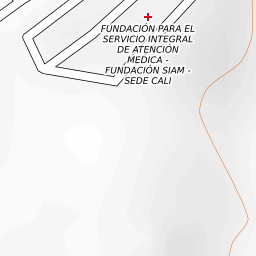 FUNDACIÓN PARA EL
SERVICIO INTEGRAL
DE ATENCIÓN
MEDICA -
FUNDACIÓN SIAM -
SEDE CALI